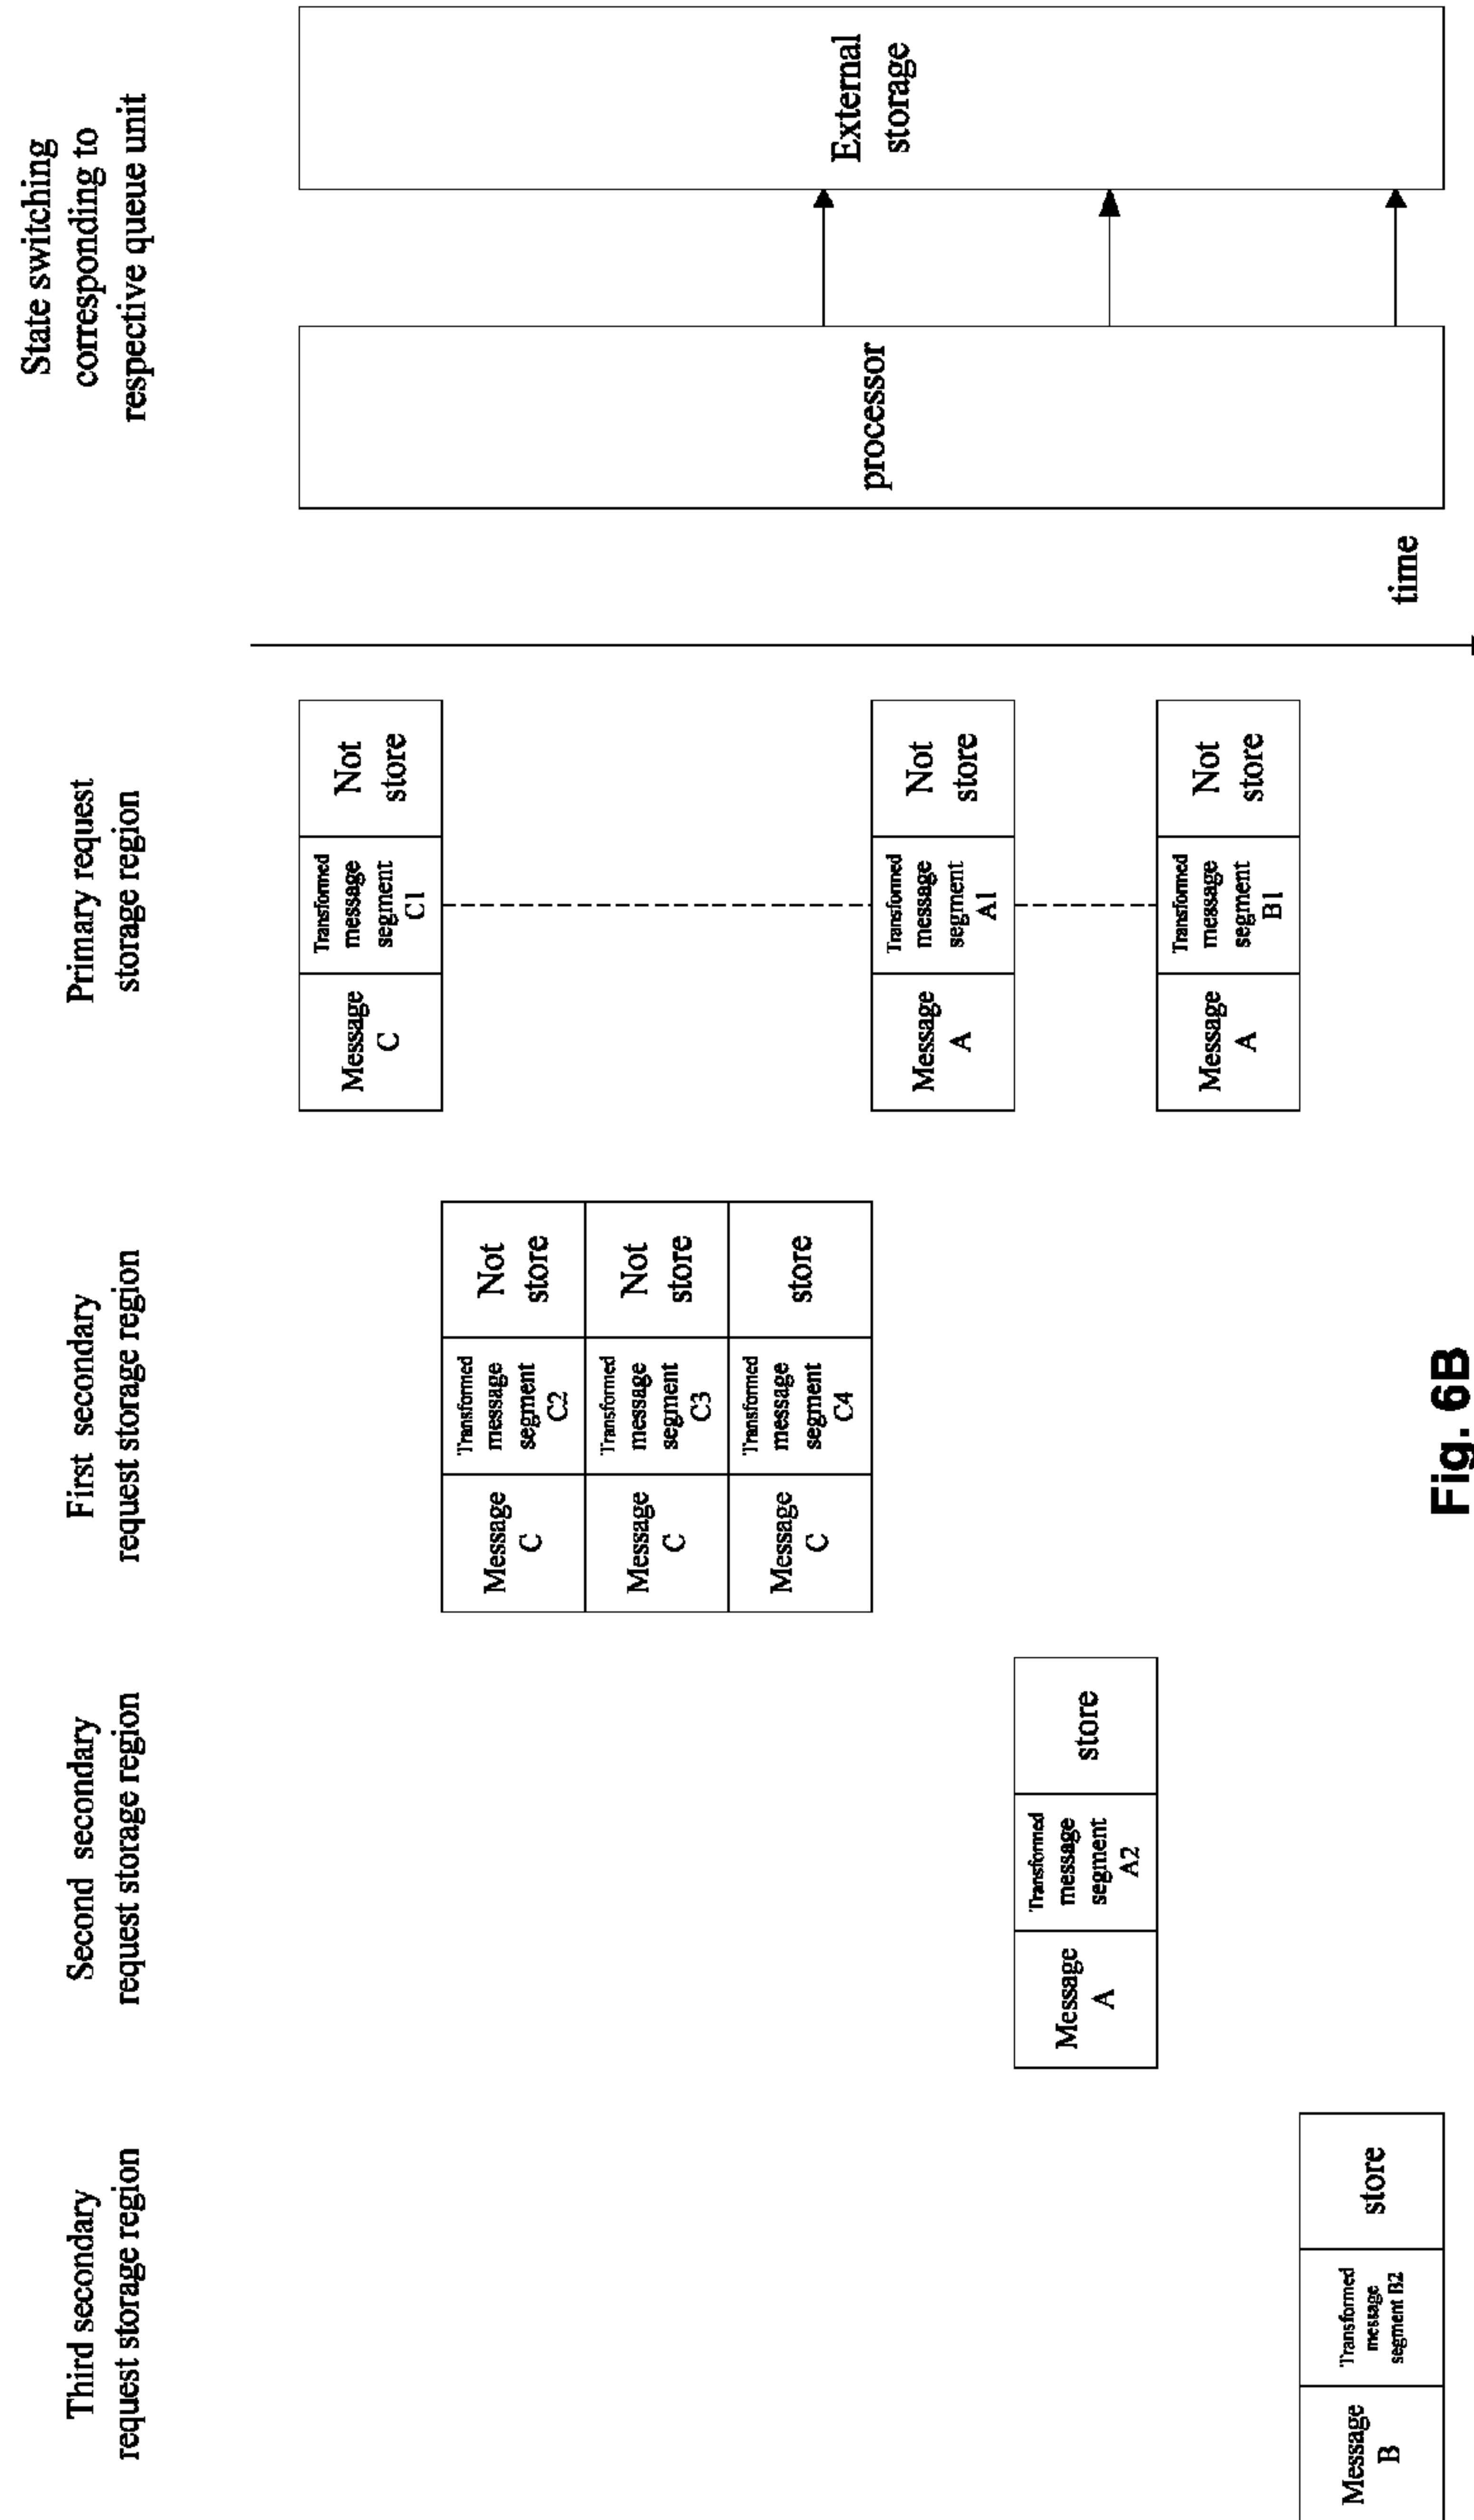 Third secondary
request storage region
Second secondary
request storage region
First secondary
request storage region
Primary request
storage region
State switching
corresponding to
respective queue unit
Message
C
Transformed
message
segment
C1
Not
store
Message
C
Transformed
message
segment
C2
Not
store
Message
C
Transformed
message
segment
C3
Not
store
Message
C
Transformed
message
segment
C4
store
Message
A
Transformed
message
segment
A1
Not
store
Message
A
Transformed
message
segment
A2
store
Message
A
Transformed
message
segment
B1
Not
store
Message
B
Transformed
message
segment B2
store
processor
External
storage
time
Fig. 6B